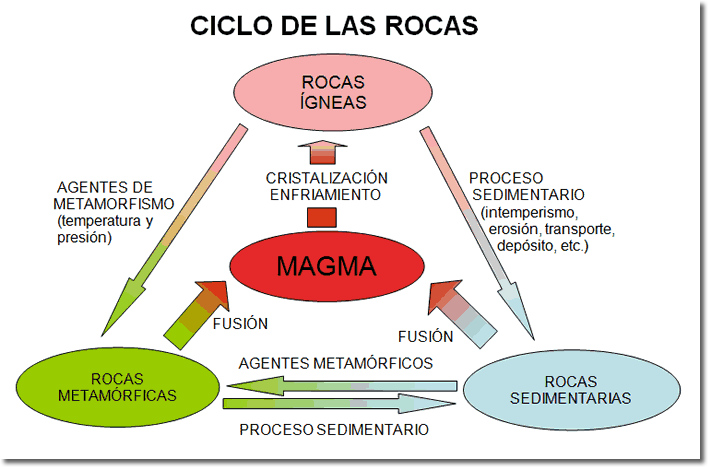 CICLO DE LAS ROCAS
ROCAS
ÍGNEAS
AGENTES DE
METAMORFISMO
(temperatura y
presión)
CRISTALIZACIÓN
ENFRIAMIENTO
PROCESO
SEDIMENTARIO
(intemperismo,
erosión, transporte,
depósito, etc.)
MAGMA
FUSIÓN
FUSIÓN
AGENTES METAMÓRFICOS
ROCAS
METAMÓRFICAS
ROCAS
SEDIMENTARIAS
PROCESO SEDIMENTARIO